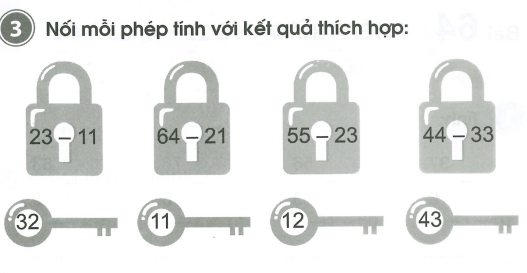 3 Nối mỗi phép tính với kết quả thích hợp:
23 – 11 64 – 21 55 – 23 44 – 33
32 11 12 43